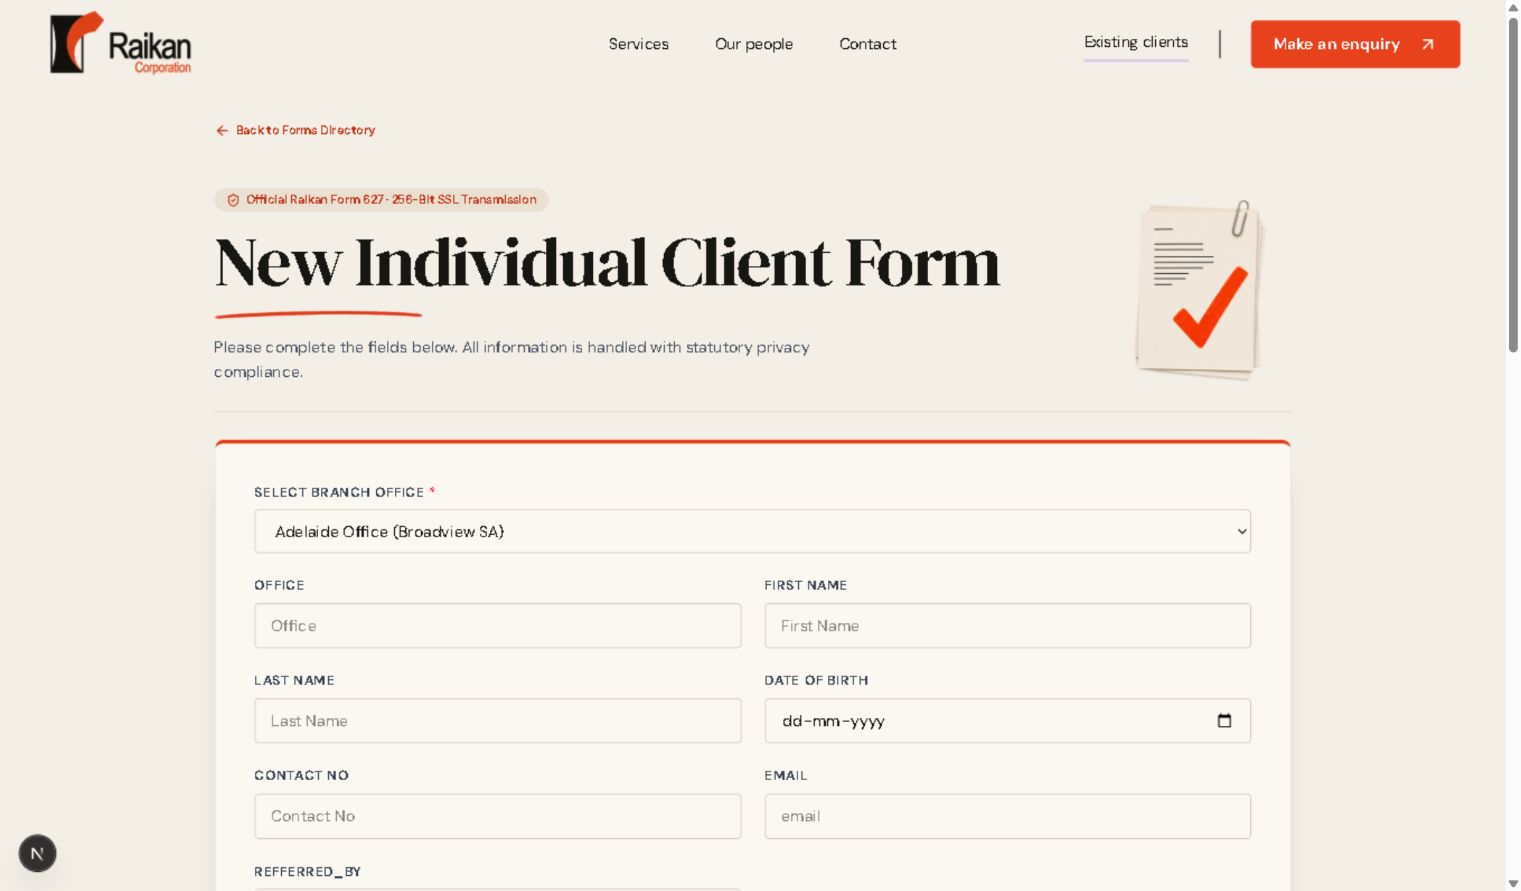 Raikan
Corporation
Services
Our people
Contact
Existing clients
Make an enquiry
Back to Forms Directory
Official Raikan Form 627 · 256-Bit SSL Transmission
New Individual Client Form
Please complete the fields below. All information is handled with statutory privacy
compliance.
SELECT BRANCH OFFICE *
Adelaide Office (Broadview SA)
OFFICE
FIRST NAME
Office
First Name
LAST NAME
DATE OF BIRTH
Last Name
dd-mm-yyyy
CONTACT NO
EMAIL
Contact No
email
N
REFFERRED_BY